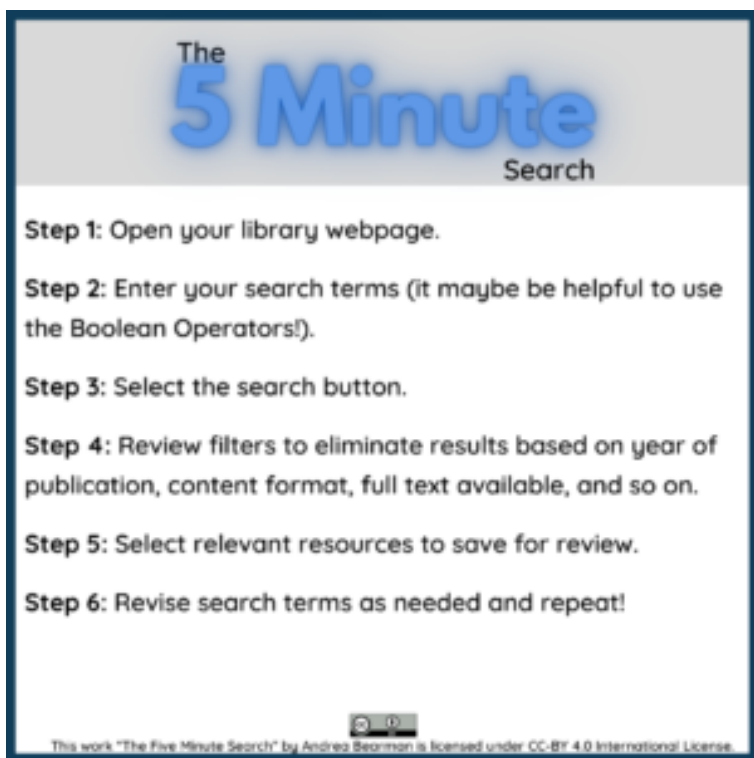 The
5 Minute
Search
Step 1: Open your library webpage.
Step 2: Enter your search terms (it maybe be helpful to use
the Boolean Operators!).
Step 3: Select the search button.
Step 4: Review filters to eliminate results based on year of
publication, content format, full text available, and so on.
Step 5: Select relevant resources to save for review.
Step 6: Revise search terms as needed and repeat!
This work "The Five Minute Search" by Andrea Bearman is licensed under CC-BY 4.0 International License.